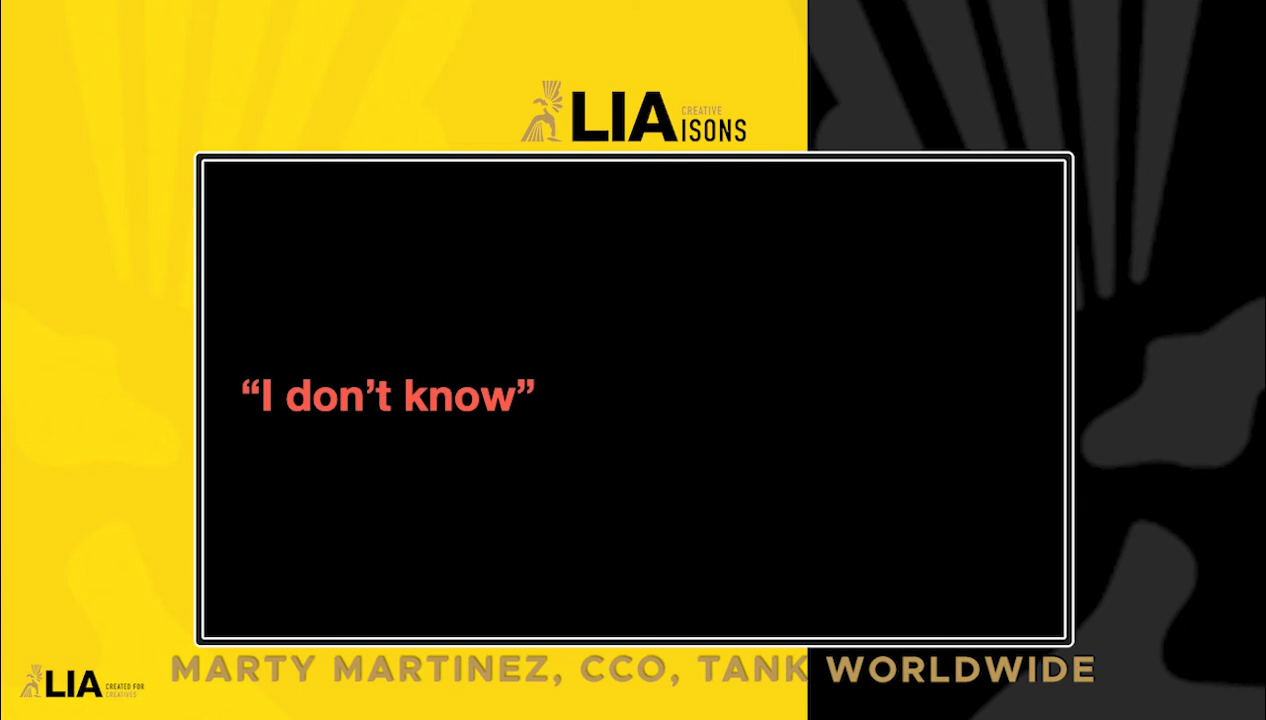 LIA CREATIVE
ISONS
“I don’t know”
MARTY MARTINEZ, CCO, TANK WORLDWIDE
LIA CREATED FOR
CREATIVES